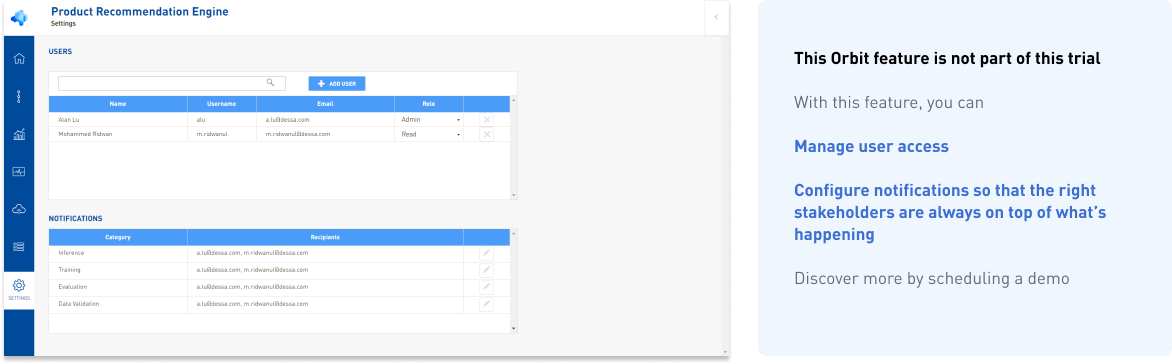 Product Recommendation Engine
Settings
USERS
ADD USER
Name Username Email Role
Alan Lu alu a.lu@dessa.com Admin
Mohammed Ridwan m.ridwanul m.ridwanul@dessa.com Read
NOTIFICATIONS
Category Recipients
Inference a.lu@dessa.com, m.ridwanul@dessa.com
Training a.lu@dessa.com, m.ridwanul@dessa.com
Evaluation a.lu@dessa.com, m.ridwanul@dessa.com
Data Validation a.lu@dessa.com, m.ridwanul@dessa.com
SETTINGS
This Orbit feature is not part of this trial
With this feature, you can
Manage user access
Configure notifications so that the right
stakeholders are always on top of what's
happening
Discover more by scheduling a demo